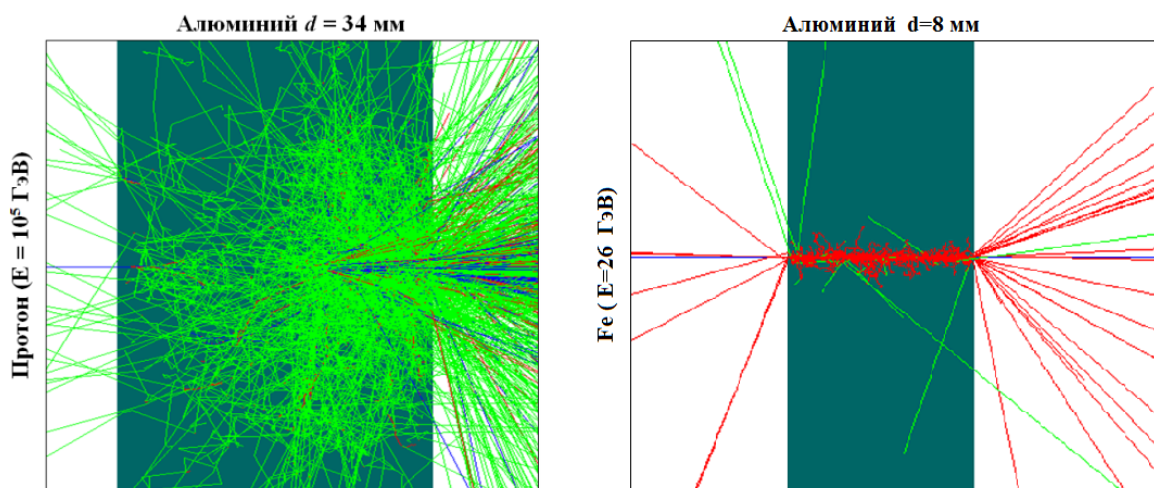 Алюминий d = 34 мм
Протон (E = 10⁵ ГэВ)
Алюминий d=8 мм
Fe ( E=26 ГэВ)